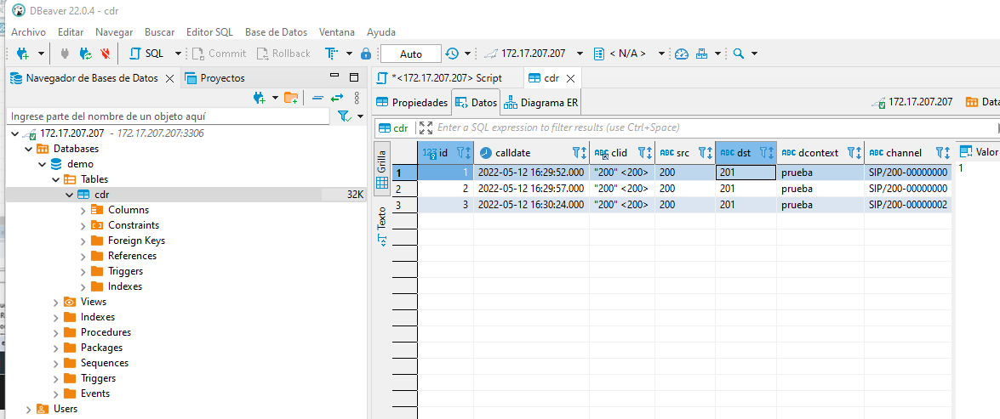 DBeaver 22.0.4 - cdr
Archivo Editar Navegar Buscar Editor SQL Base de Datos Ventana Ayuda
SQL Commit Rollback Auto 172.17.207.207 < N/A >
Navegador de Bases de Datos Proyectos
Ingrese parte del nombre de un objeto aquí
172.17.207.207 - 172.17.207.207:3306
Databases
demo
Tables
cdr 32K
Columns
Constraints
Foreign Keys
References
Triggers
Indexes
Views
Indexes
Procedures
Packages
Sequences
Triggers
Events
Users
*<172.17.207.207> Script cdr
Propiedades Datos Diagrama ER 172.17.207.207
cdr Enter a SQL expression to filter results (use Ctrl+Space)
Grilla
Texto
123 id calldate ABC clid ABC src ABC dst ABC dcontext ABC channel
1 1 2022-05-12 16:29:52.000 "200" <200> 200 201 prueba SIP/200-00000000
2 2 2022-05-12 16:29:57.000 "200" <200> 200 201 prueba SIP/200-00000000
3 3 2022-05-12 16:30:24.000 "200" <200> 200 201 prueba SIP/200-00000002
Valor
1